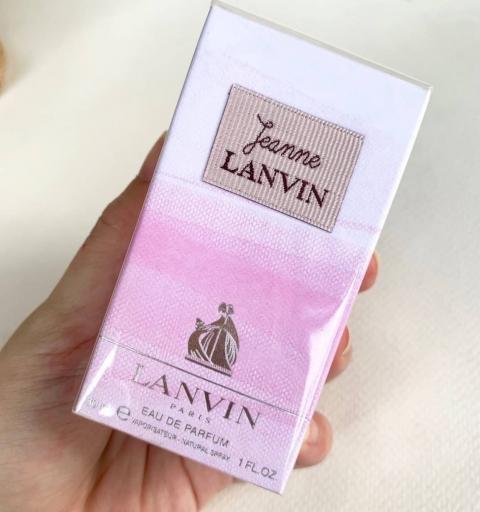 Jeanne
LANVIN
LANVIN
PARIS
e
EAU DE PARFUM
VAPORISATEUR - NATURAL SPRAY 1 FL.OZ.